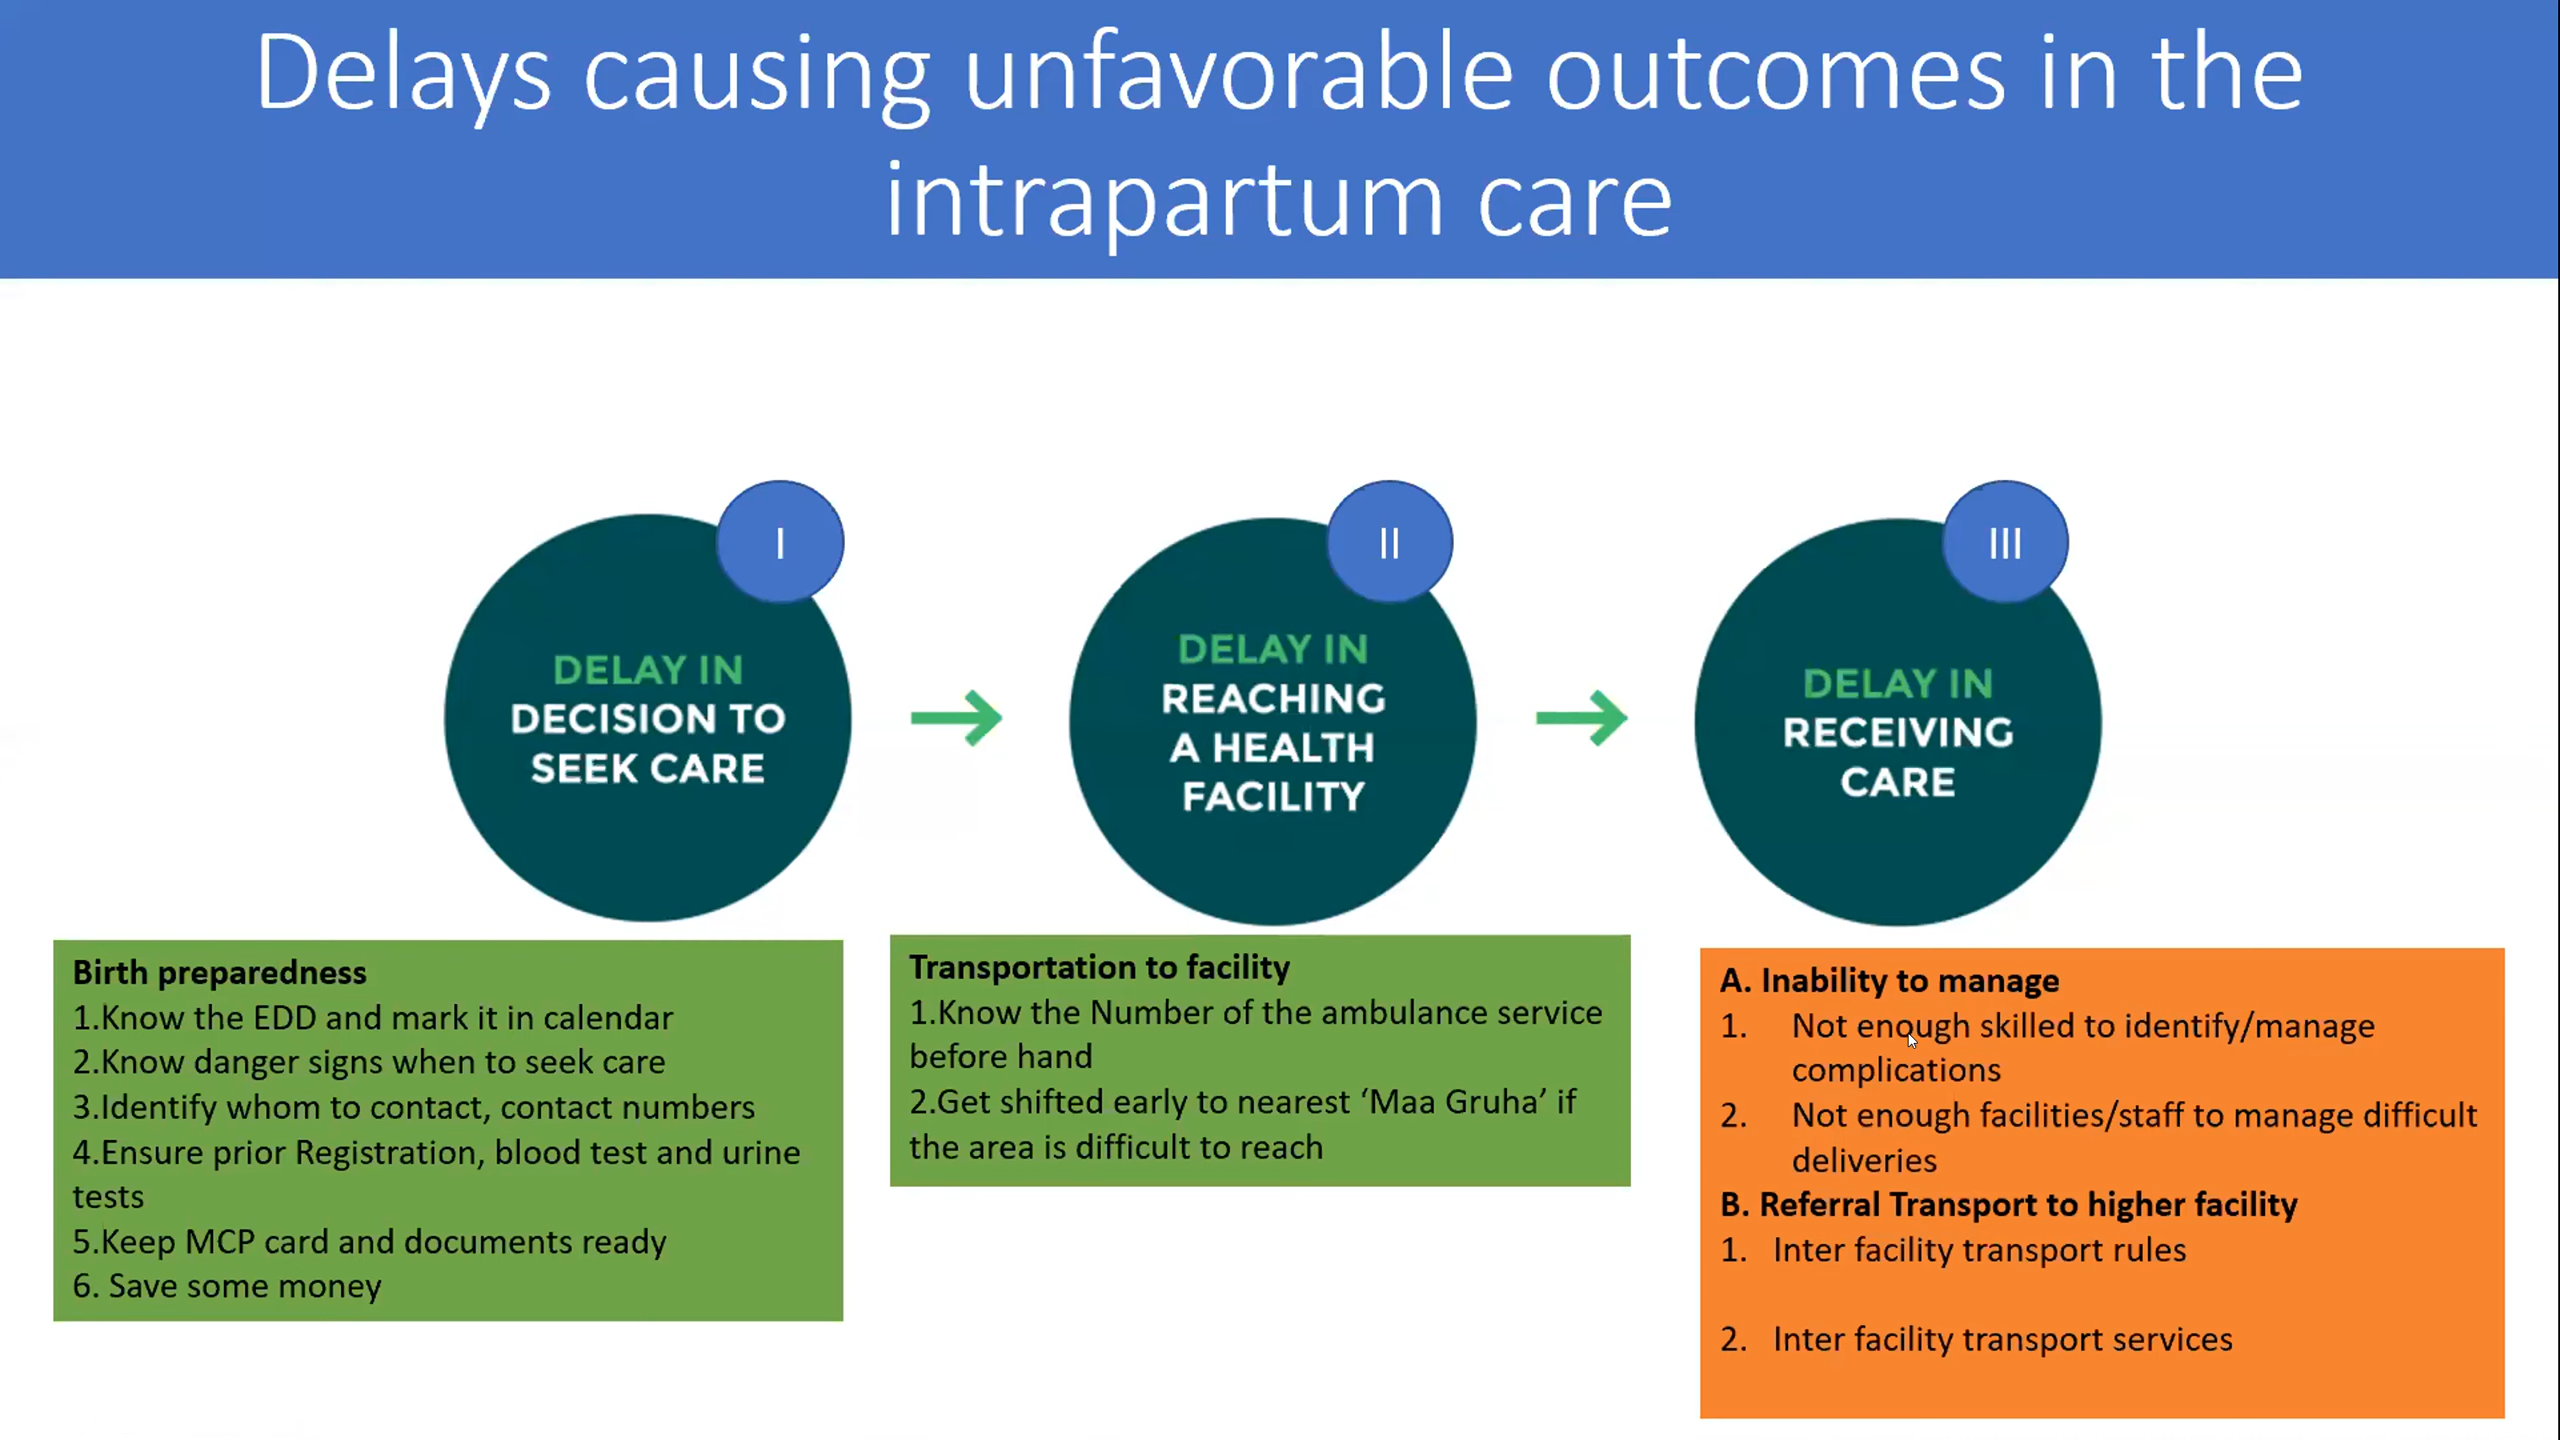 Delays causing unfavorable outcomes in the
intrapartum care
I
DELAY IN
DECISION TO
SEEK CARE
II
DELAY IN
REACHING
A HEALTH
FACILITY
III
DELAY IN
RECEIVING
CARE
Birth preparedness
1.Know the EDD and mark it in calendar
2.Know danger signs when to seek care
3.Identify whom to contact, contact numbers
4.Ensure prior Registration, blood test and urine
tests
5.Keep MCP card and documents ready
6. Save some money
Transportation to facility
1.Know the Number of the ambulance service
before hand
2.Get shifted early to nearest ‘Maa Gruha’ if
the area is difficult to reach
A. Inability to manage
1. Not enough skilled to identify/manage
complications
2. Not enough facilities/staff to manage difficult
deliveries
B. Referral Transport to higher facility
1. Inter facility transport rules
2. Inter facility transport services